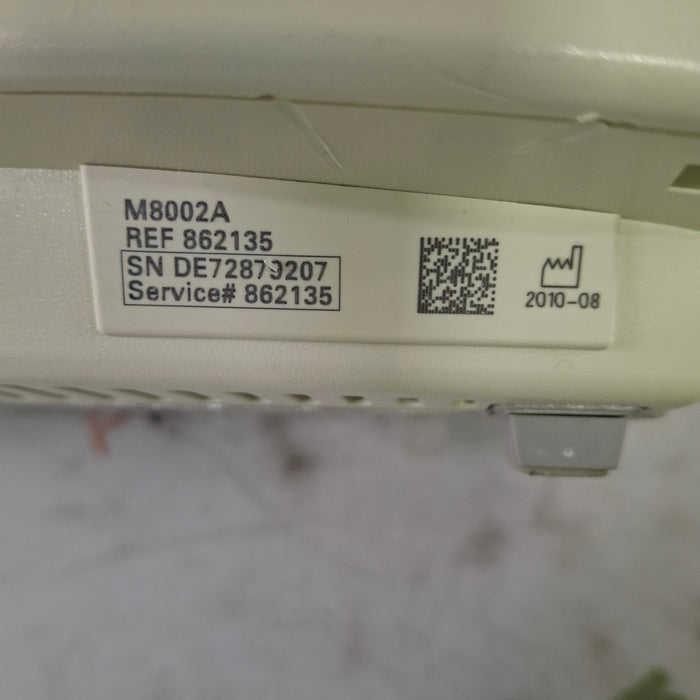 M8002A
REF 862135
SN DE72879207
Service# 862135
2010-08